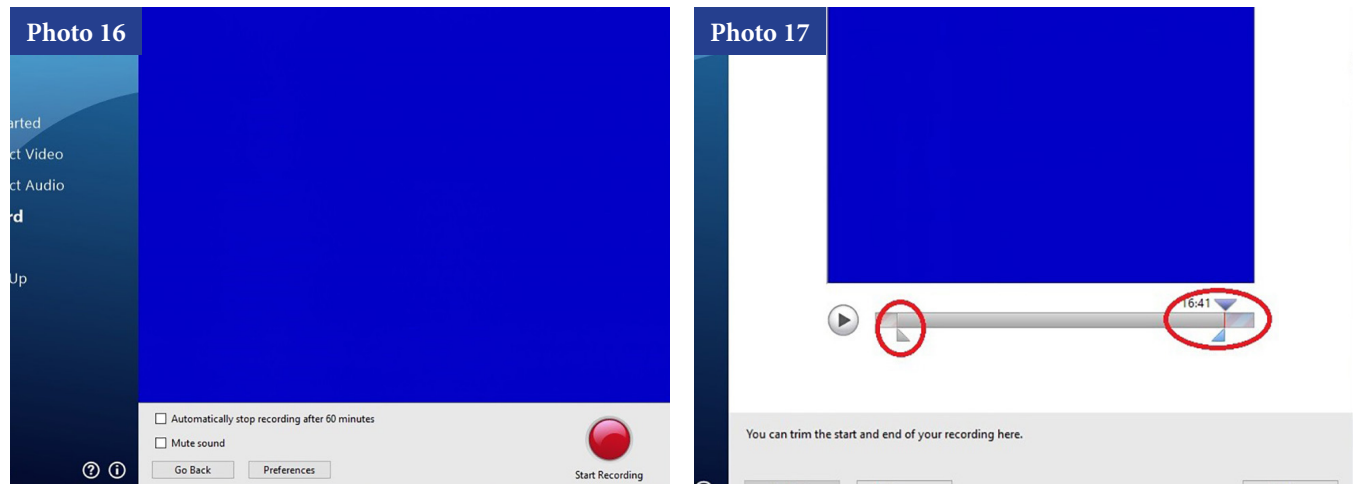 Photo 16
arted
ct Video
ct Audio
rd
Up
Automatically stop recording after 60 minutes
Mute sound
Go Back
Preferences
Start Recording
Photo 17
16:41
You can trim the start and end of your recording here.